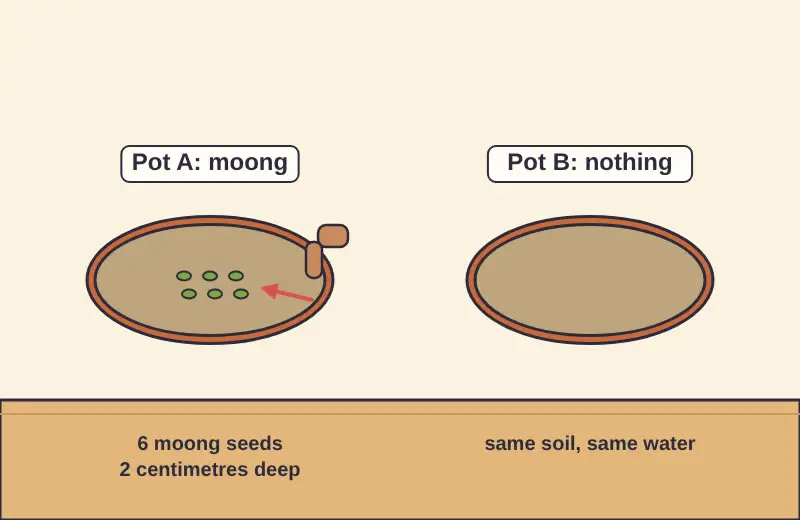 Pot A: moong
Pot B: nothing
6 moong seeds
2 centimetres deep
same soil, same water